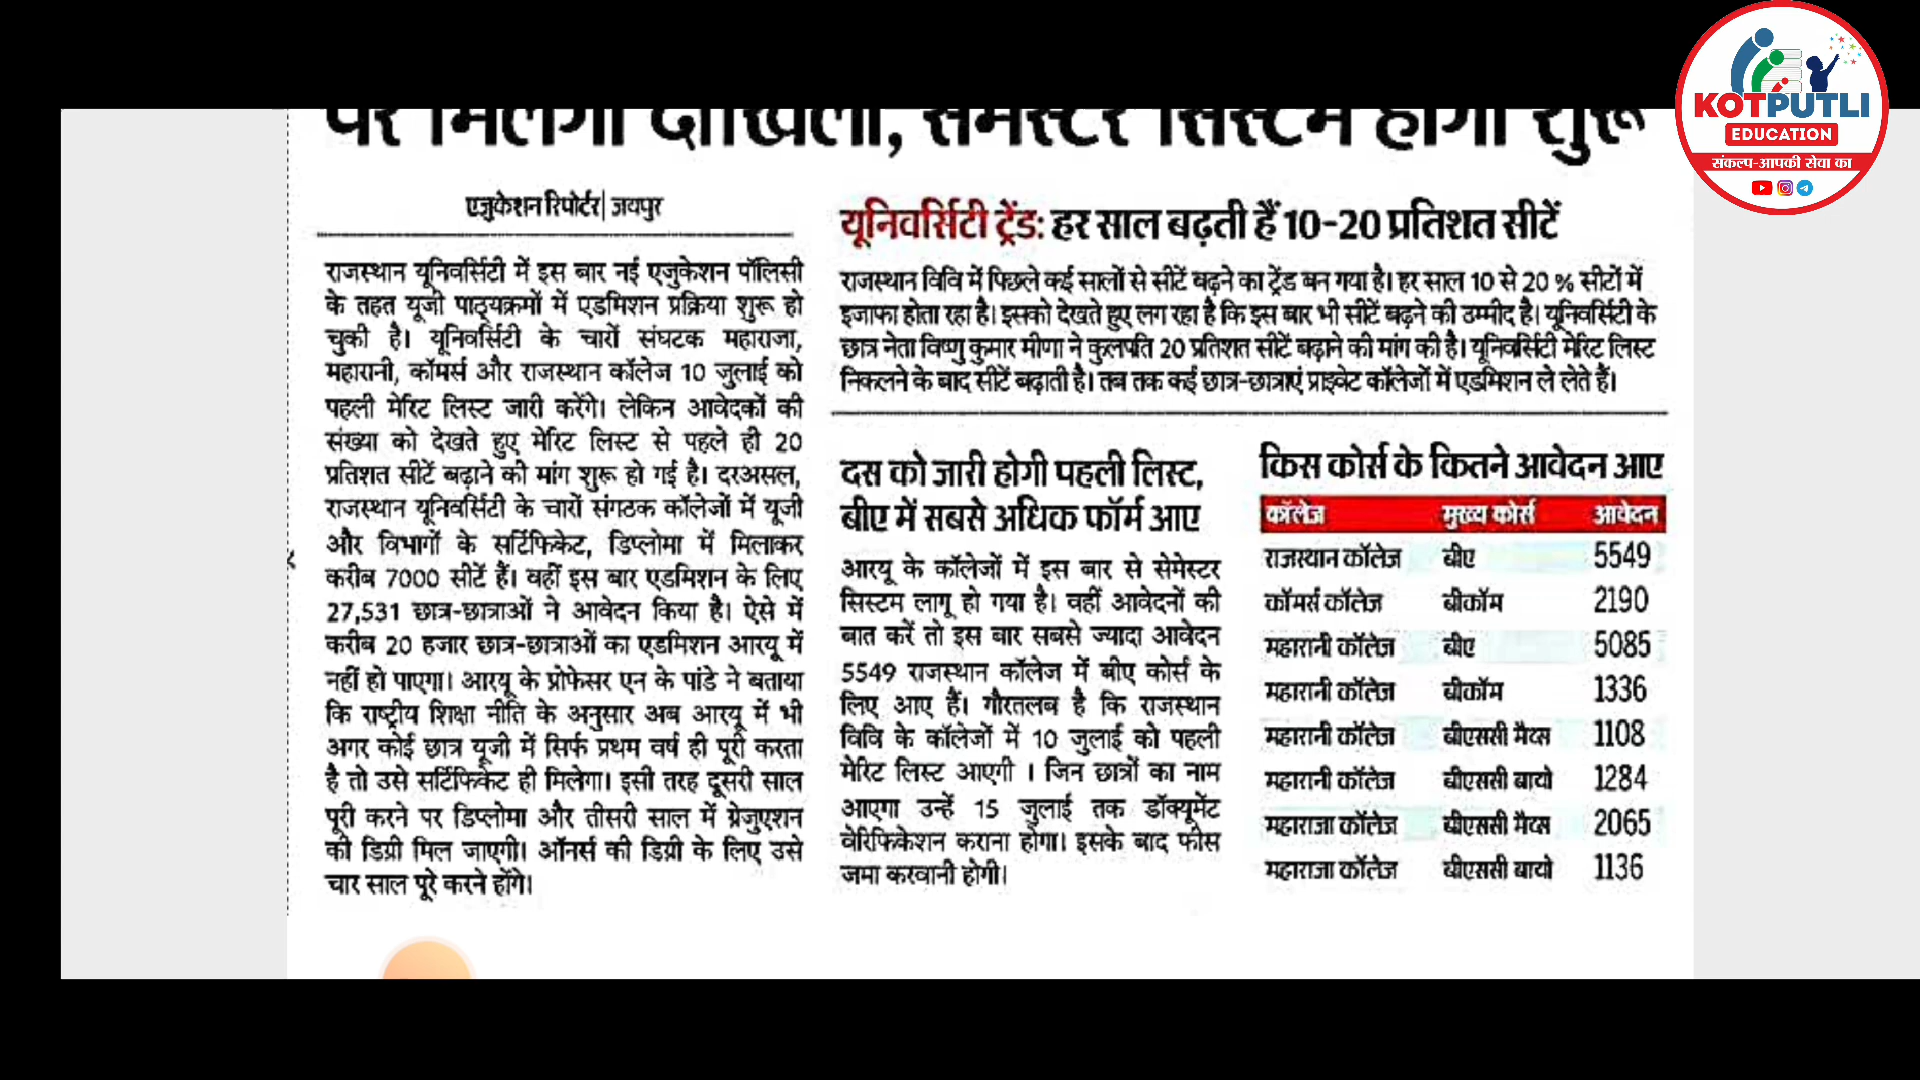 पर मिलेगा दाखिला, सेमेस्टर सिस्टम होगा शुरू
KOTPUTLI
EDUCATION
संकल्प-आपकी सेवा का
एजुकेशन रिपोर्टर| जयपुर
राजस्थान यूनिवर्सिटी में इस बार नई एजुकेशन पॉलिसी
के तहत यूजी पाठ्यक्रमों में एडमिशन प्रक्रिया शुरू हो
चुकी है। यूनिवर्सिटी के चारों संघटक महाराजा,
महारानी, कॉमर्स और राजस्थान कॉलेज 10 जुलाई को
पहली मेरिट लिस्ट जारी करेंगे। लेकिन आवेदकों की
संख्या को देखते हुए मेरिट लिस्ट से पहले ही 20
प्रतिशत सीटें बढ़ाने की मांग शुरू हो गई है। दरअसल,
राजस्थान यूनिवर्सिटी के चारों संगठक कॉलेजों में यूजी
और विभागों के सर्टिफिकेट, डिप्लोमा में मिलाकर
करीब 7000 सीटें हैं। वहीं इस बार एडमिशन के लिए
27,531 छात्र-छात्राओं ने आवेदन किया है। ऐसे में
करीब 20 हजार छात्र-छात्राओं का एडमिशन आरयू में
नहीं हो पाएगा। आरयू के प्रोफेसर एन के पांडे ने बताया
कि राष्ट्रीय शिक्षा नीति के अनुसार अब आरयू में भी
अगर कोई छात्र यूजी में सिर्फ प्रथम वर्ष ही पूरी करता
है तो उसे सर्टिफिकेट ही मिलेगा। इसी तरह दूसरी साल
पूरी करने पर डिप्लोमा और तीसरी साल में ग्रेजुएशन
की डिग्री मिल जाएगी। ऑनर्स की डिग्री के लिए उसे
चार साल पूरे करने होंगे।
यूनिवर्सिटी ट्रेंड: हर साल बढ़ती हैं 10-20 प्रतिशत सीटें
राजस्थान विवि में पिछले कई सालों से सीटें बढ़ने का ट्रेंड बन गया है। हर साल 10 से 20 % सीटों में
इजाफा होता रहा है। इसको देखते हुए लग रहा है कि इस बार भी सीटें बढ़ने की उम्मीद है। यूनिवर्सिटी के
छात्र नेता विष्णु कुमार मीणा ने कुलपति 20 प्रतिशत सीटें बढ़ाने की मांग की है। यूनिवर्सिटी मेरिट लिस्ट
निकलने के बाद सीटें बढ़ाती है। तब तक कई छात्र-छात्राएं प्राइवेट कॉलेजों में एडमिशन ले लेते हैं।
दस को जारी होगी पहली लिस्ट,
बीए में सबसे अधिक फॉर्म आए
आरयू के कॉलेजों में इस बार से सेमेस्टर
सिस्टम लागू हो गया है। वहीं आवेदनों की
बात करें तो इस बार सबसे ज्यादा आवेदन
5549 राजस्थान कॉलेज में बीए कोर्स के
लिए आए हैं। गौरतलब है कि राजस्थान
विवि के कॉलेजों में 10 जुलाई को पहली
मेरिट लिस्ट आएगी । जिन छात्रों का नाम
आएगा उन्हें 15 जुलाई तक डॉक्यूमेंट
वेरिफिकेशन कराना होगा। इसके बाद फीस
जमा करवानी होगी।
किस कोर्स के कितने आवेदन आए
कॉलेज मुख्य कोर्स आवेदन
राजस्थान कॉलेज बीए 5549
कॉमर्स कॉलेज बीकॉम 2190
महारानी कॉलेज बीए 5085
महारानी कॉलेज बीकॉम 1336
महारानी कॉलेज बीएससी मैथ्स 1108
महारानी कॉलेज बीएससी बायो 1284
महाराजा कॉलेज बीएससी मैथ्स 2065
महाराजा कॉलेज बीएससी बायो 1136